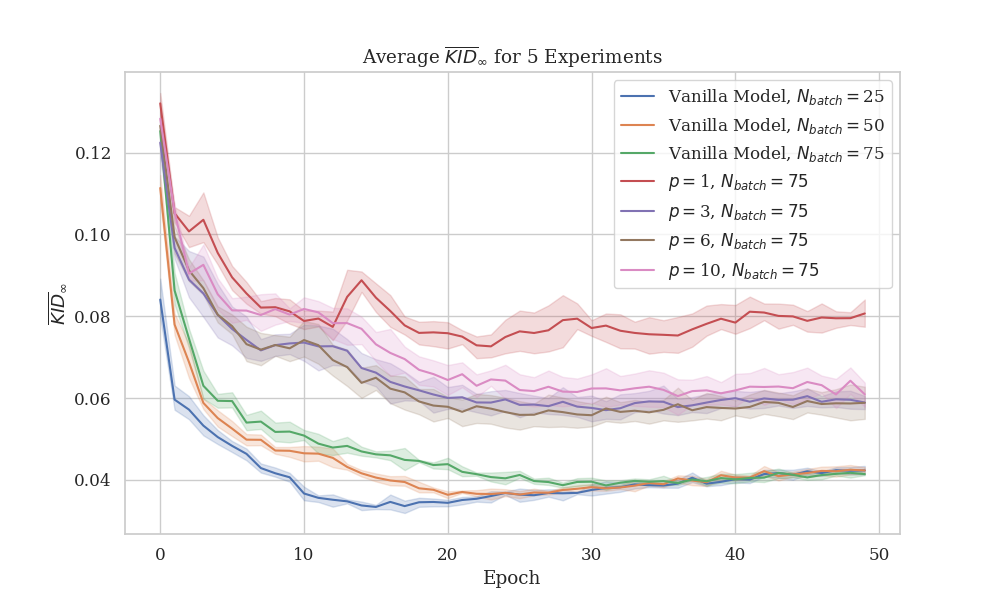 Average $\overline{KID}_\infty$ for 5 Experiments
Vanilla Model, $N_{batch} = 25$
Vanilla Model, $N_{batch} = 50$
Vanilla Model, $N_{batch} = 75$
$p = 1$, $N_{batch} = 75$
$p = 3$, $N_{batch} = 75$
$p = 6$, $N_{batch} = 75$
$p = 10$, $N_{batch} = 75$
$\overline{KID}_\infty$
0.12
0.10
0.08
0.06
0.04
0 10 20 30 40 50
Epoch